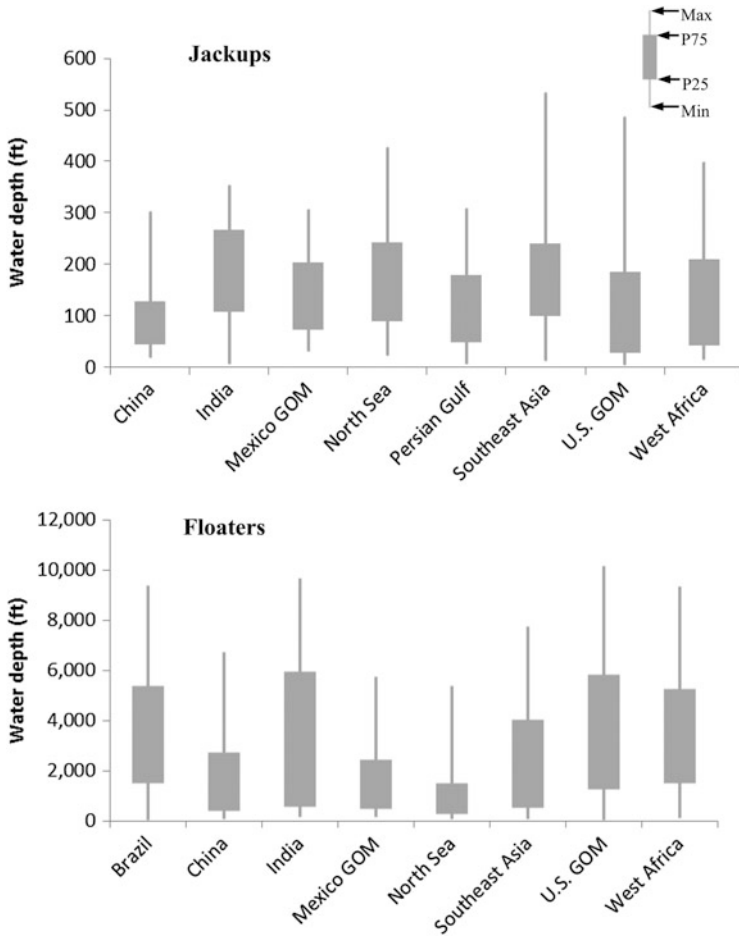 Jackups
Max
P75
P25
Min
Water depth (ft)
600
500
400
300
200
100
0
China
India
Mexico GOM
North Sea
Persian Gulf
Southeast Asia
U.S. GOM
West Africa
Floaters
Water depth (ft)
12,000
10,000
8,000
6,000
4,000
2,000
0
Brazil
China
India
Mexico GOM
North Sea
Southeast Asia
U.S. GOM
West Africa